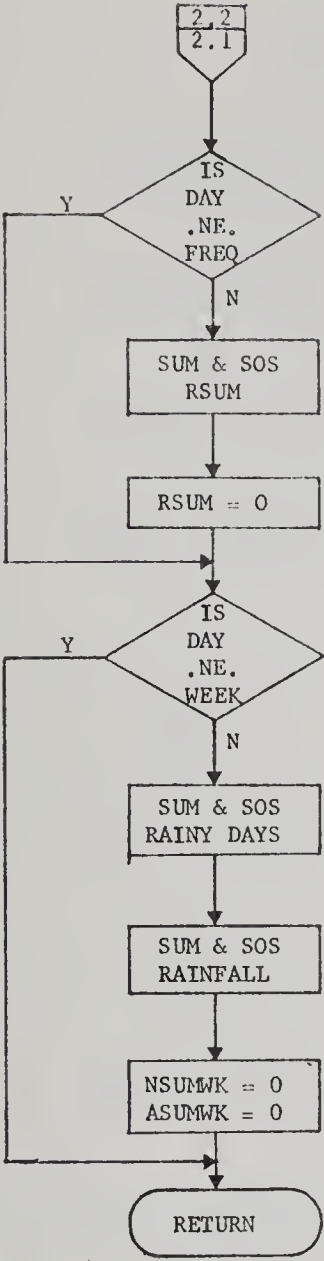 2.2
2.1
IS
DAY
.NE.
FREQ
Y
N
SUM & SOS
RSUM
RSUM = 0
IS
DAY
.NE.
WEEK
Y
N
SUM & SOS
RAINY DAYS
SUM & SOS
RAINFALL
NSUMWK = 0
ASUMWK = 0
RETURN